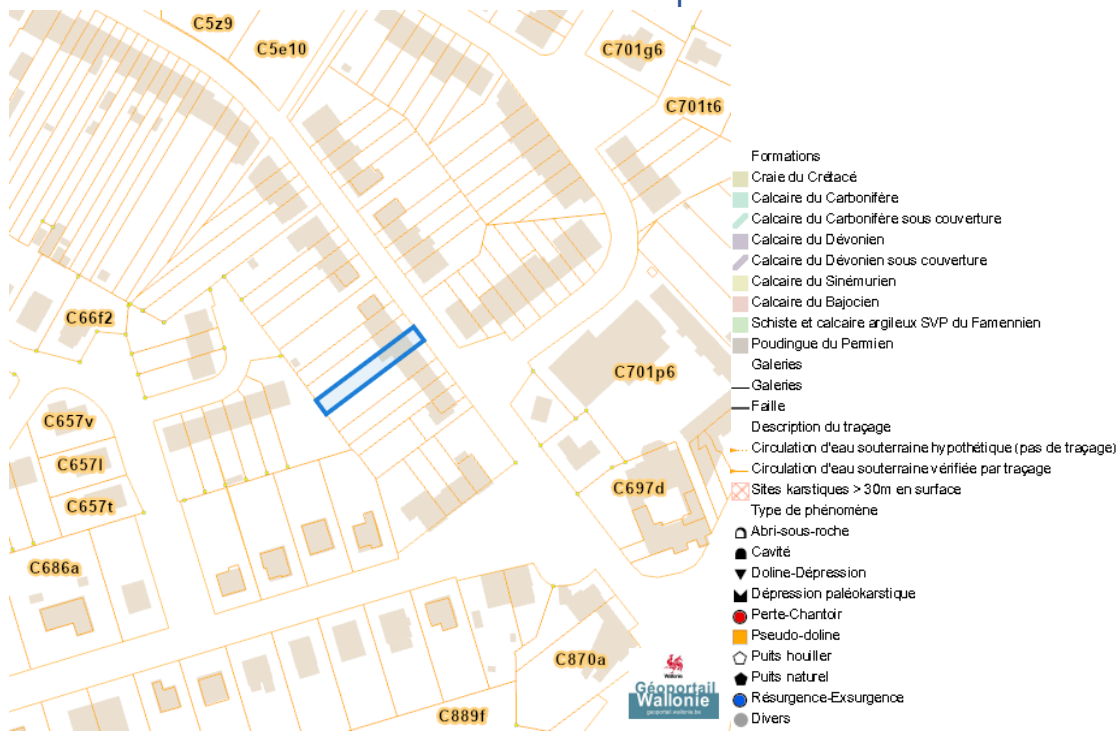 C5z9
C5e10
C701g6
C701t6
C66f2
C701p6
C657v
C657l
C657t
C697d
C686a
C870a
C889f
Wallonie
Géoportail
Wallonie
geoportail.wallonie.be
Formations
Craie du Crétacé
Calcaire du Carbonifère
Calcaire du Carbonifère sous couverture
Calcaire du Dévonien
Calcaire du Dévonien sous couverture
Calcaire du Sinémurien
Calcaire du Bajocien
Schiste et calcaire argileux SVP du Famennien
Poudingue du Permien
Galeries
Galeries
Faille
Description du traçage
Circulation d'eau souterraine hypothétique (pas de traçage)
Circulation d'eau souterraine vérifiée par traçage
Sites karstiques > 30m en surface
Type de phénomène
Abri-sous-roche
Cavité
Doline-Dépression
Dépression paléokarstique
Perte-Chantoir
Pseudo-doline
Puits houiller
Puits naturel
Résurgence-Exsurgence
Divers